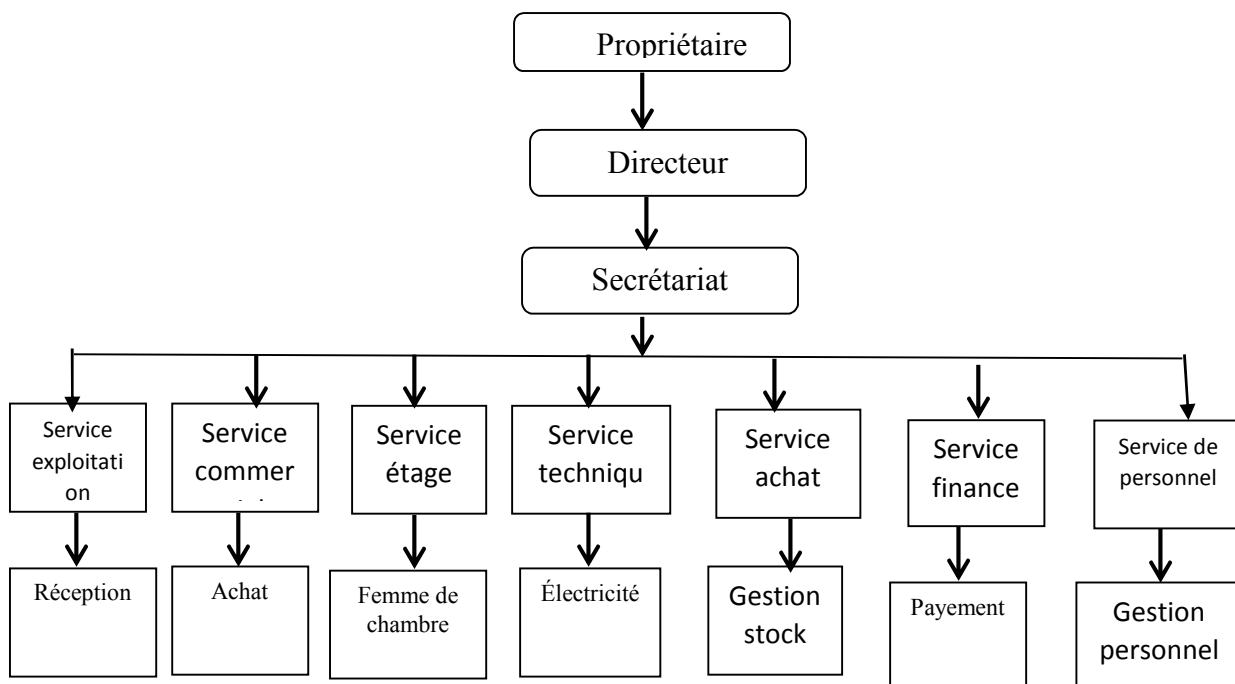 Propriétaire
Directeur
Secrétariat
Service
exploitati
on
Service
commer
Service
étage
Service
techniqu
Service
achat
Service
finance
Service de
personnel
Réception
Achat
Femme de
chambre
Électricité
Gestion
stock
Payement
Gestion
personnel